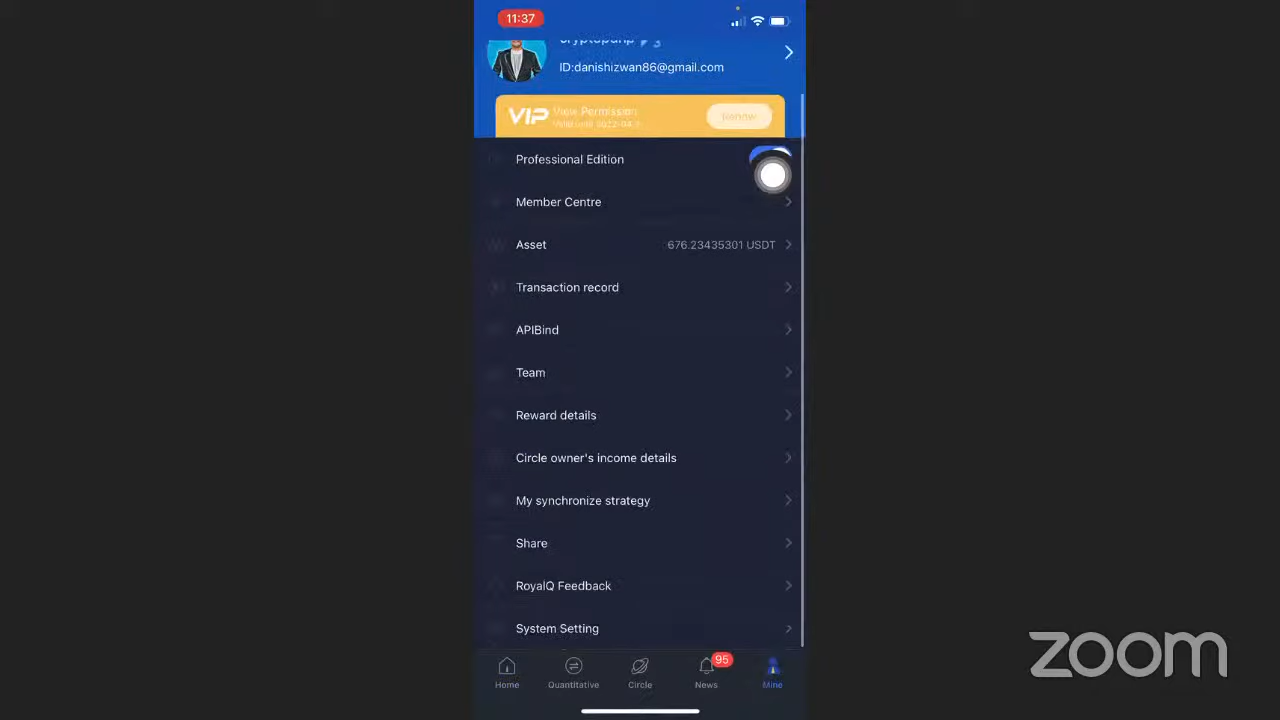 11:37
ID:danishizwan86@gmail.com
VIP
Permission
Professional Edition
Member Centre
Asset 676.23435301 USDT
Transaction record
APIBind
Team
Reward details
Circle owner's income details
My synchronize strategy
Share
RoyalQ Feedback
System Setting
95
Home Quantitative Circle News Mine
zoom